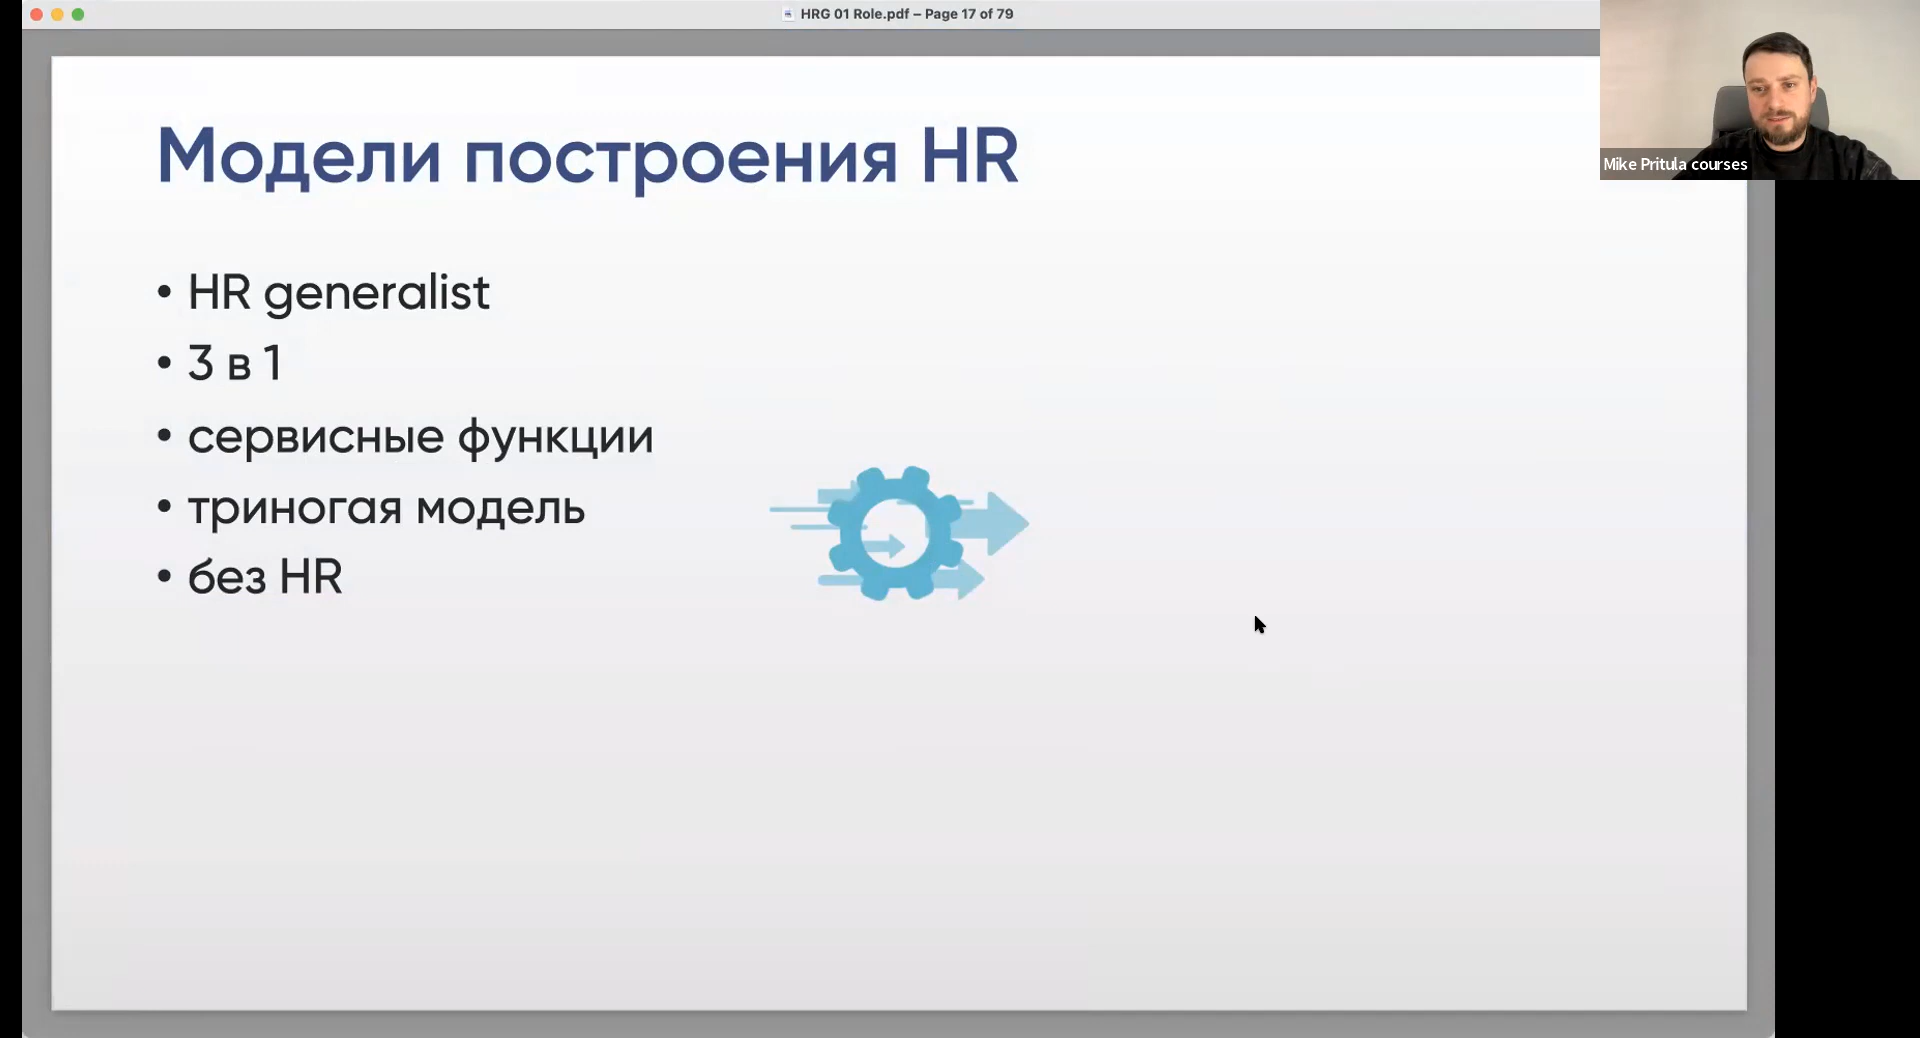 HRG 01 Role.pdf – Page 17 of 79
Mike Pritula courses
Модели построения HR
• HR generalist
• 3 в 1
• сервисные функции
• триногая модель
• без HR